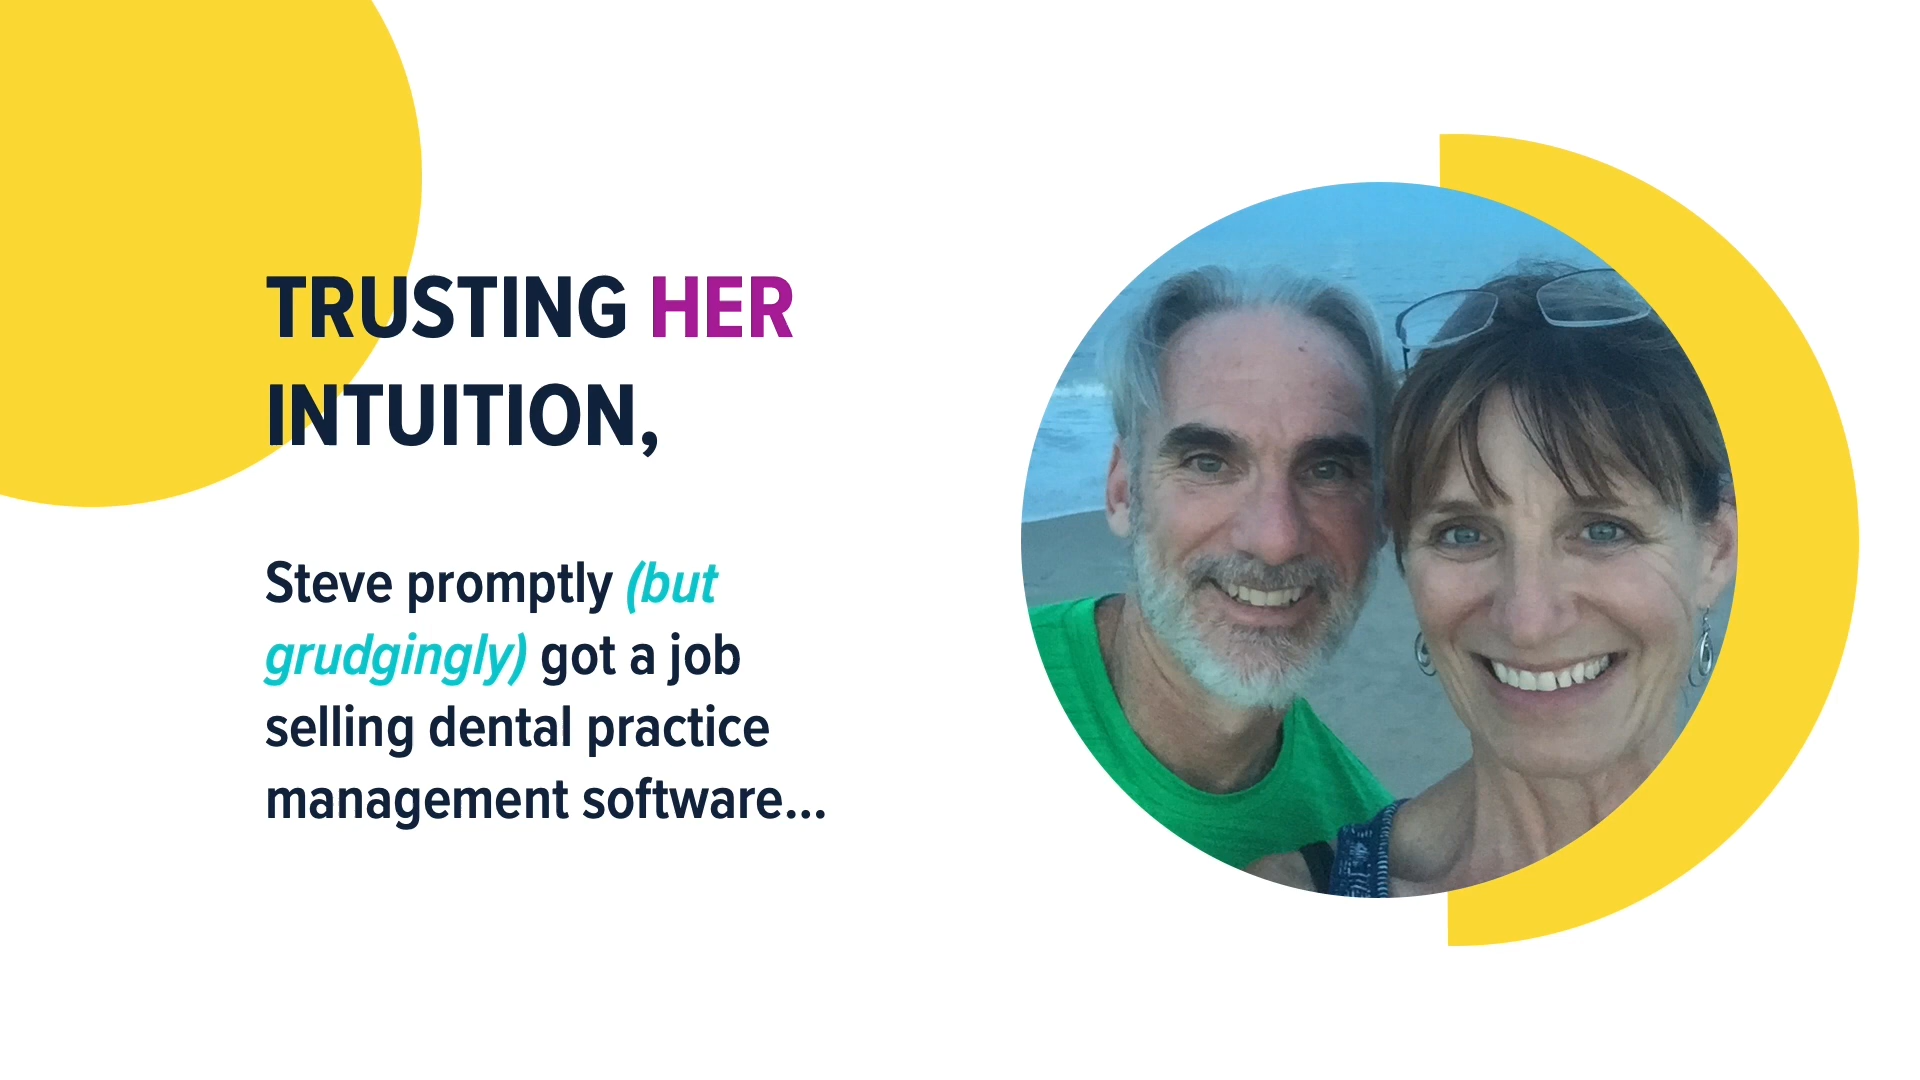 TRUSTING HER
INTUITION,
Steve promptly (but
grudgingly) got a job
selling dental practice
management software...